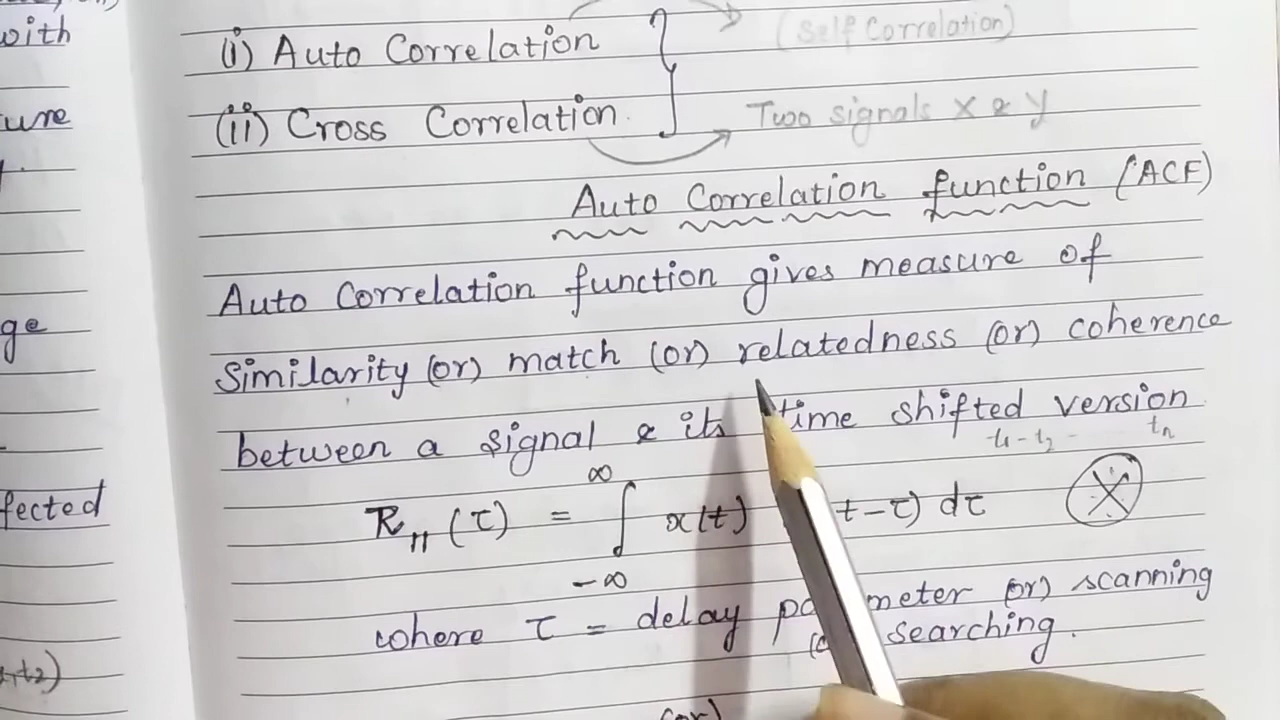 with
ure
ge
fected
(i) Auto Correlation
(Self Correlation)
(ii) Cross Correlation
Two signals X & Y
Auto Correlation function (ACF)
Auto Correlation function gives measure of
Similarity (or) match (or) relatedness (or) coherence
between a signal & its time shifted version
t₁-t₂ tₙ
R₁₁(τ) = ∫ x(t) t-τ) dτ
∞
-∞
where τ = delay meter (or) scanning
searching.
(or)